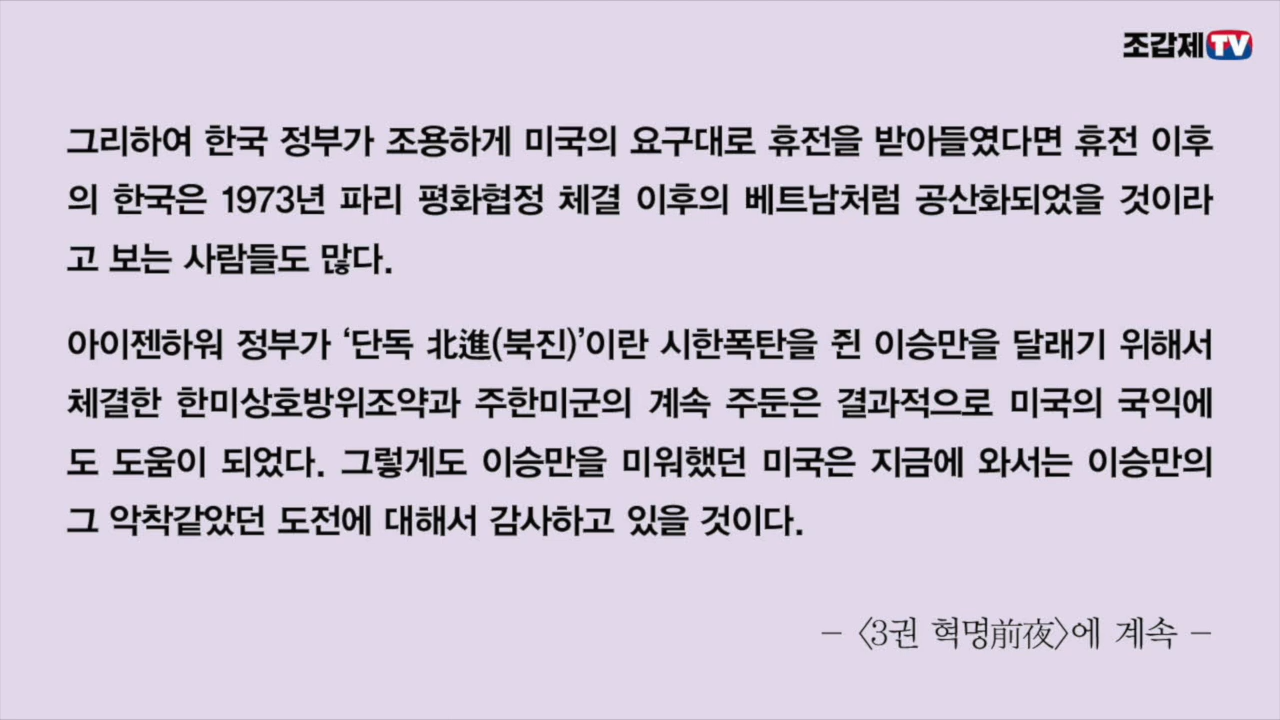 조갑제TV
그리하여 한국 정부가 조용하게 미국의 요구대로 휴전을 받아들였다면 휴전 이후
의 한국은 1973년 파리 평화협정 체결 이후의 베트남처럼 공산화되었을 것이라
고 보는 사람들도 많다.
아이젠하워 정부가 ‘단독 北進(북진)’이란 시한폭탄을 쥔 이승만을 달래기 위해서
체결한 한미상호방위조약과 주한미군의 계속 주둔은 결과적으로 미국의 국익에
도 도움이 되었다. 그렇게도 이승만을 미워했던 미국은 지금에 와서는 이승만의
그 악착같았던 도전에 대해서 감사하고 있을 것이다.
– 〈3권 혁명前夜〉에 계속 –